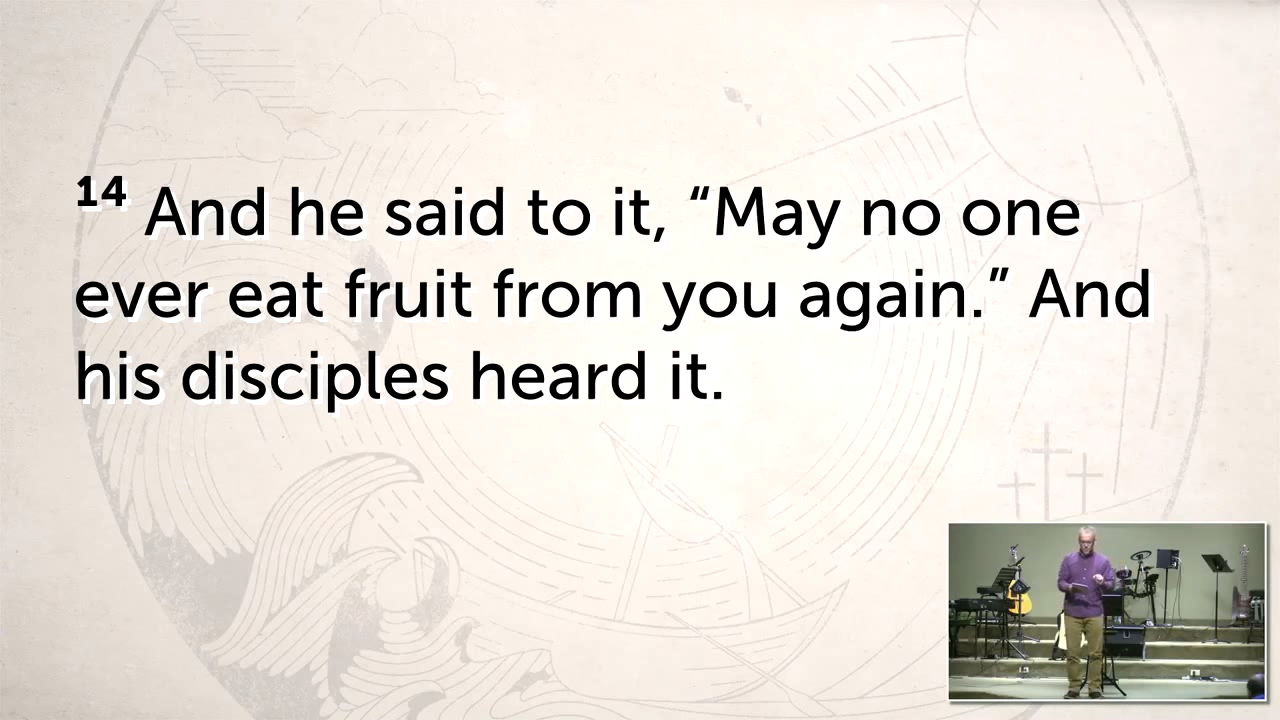 14 And he said to it, “May no one
ever eat fruit from you again.” And
his disciples heard it.